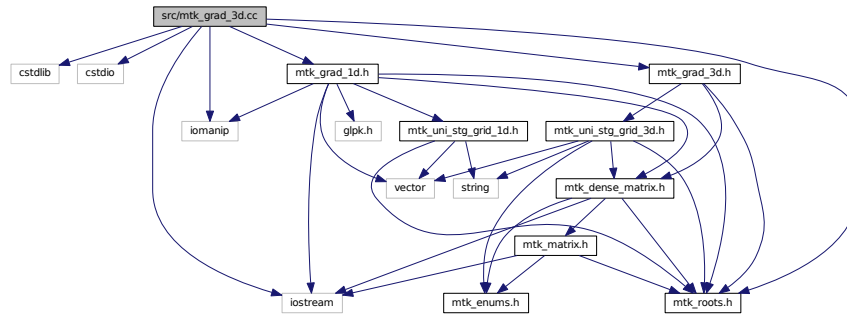 src/mtk_grad_3d.cc
cstdlib
cstdio
mtk_grad_1d.h
mtk_grad_3d.h
iomanip
glpk.h
mtk_uni_stg_grid_1d.h
mtk_uni_stg_grid_3d.h
vector
string
mtk_dense_matrix.h
mtk_matrix.h
iostream
mtk_enums.h
mtk_roots.h